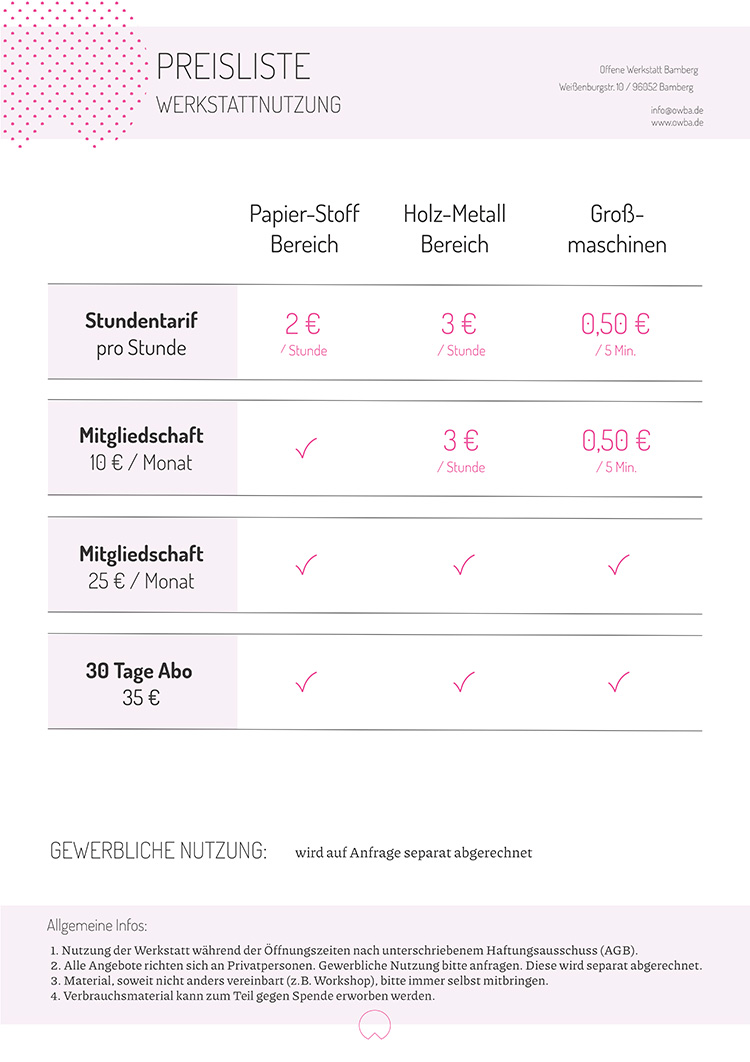 PREISLISTE
WERKSTATTNUTZUNG
Offene Werkstatt Bamberg
Weißenburgstr. 10 / 96052 Bamberg
info@owba.de
www.owba.de
Papier-Stoff Bereich
Holz-Metall Bereich
Groß-maschinen
Stundentarif
pro Stunde
2 €
/ Stunde
3 €
/ Stunde
0,50 €
/ 5 Min.
Mitgliedschaft
10 € / Monat
✓
3 €
/ Stunde
0,50 €
/ 5 Min.
Mitgliedschaft
25 € / Monat
✓ ✓ ✓
30 Tage Abo
35 €
✓ ✓ ✓
GEWERBLICHE NUTZUNG: wird auf Anfrage separat abgerechnet
Allgemeine Infos:
1. Nutzung der Werkstatt während der Öffnungszeiten nach unterschriebenem Haftungsausschuss (AGB).
2. Alle Angebote richten sich an Privatpersonen. Gewerbliche Nutzung bitte anfragen. Diese wird separat abgerechnet.
3. Material, soweit nicht anders vereinbart (z.B. Workshop), bitte immer selbst mitbringen.
4. Verbrauchsmaterial kann zum Teil gegen Spende erworben werden.